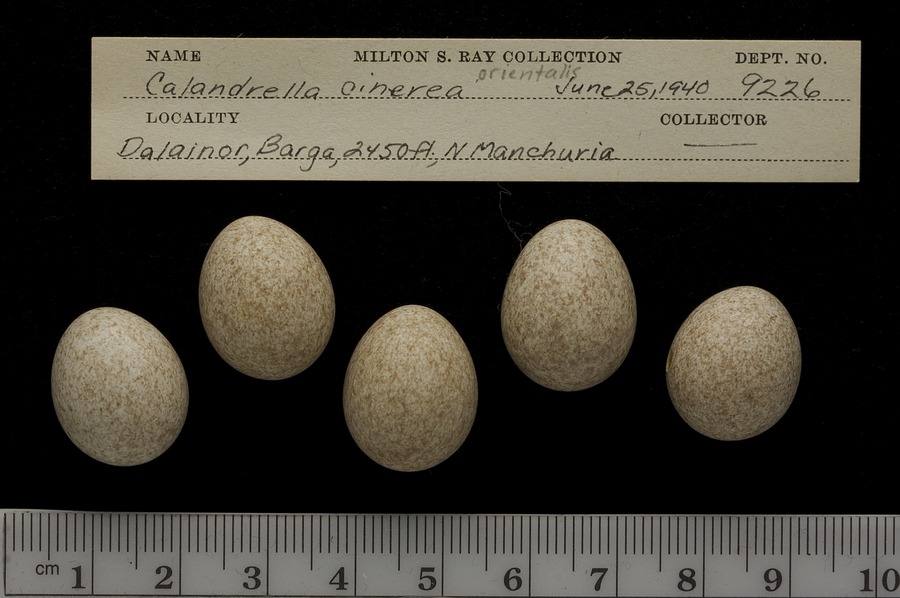 NAME MILTON S. RAY COLLECTION DEPT. NO.
orientalis
Calandrella cinerea June 25, 1940 9226
LOCALITY COLLECTOR
Dalainor, Barga, 2450 ft. N Manchuria
cm 1 2 3 4 5 6 7 8 9 10